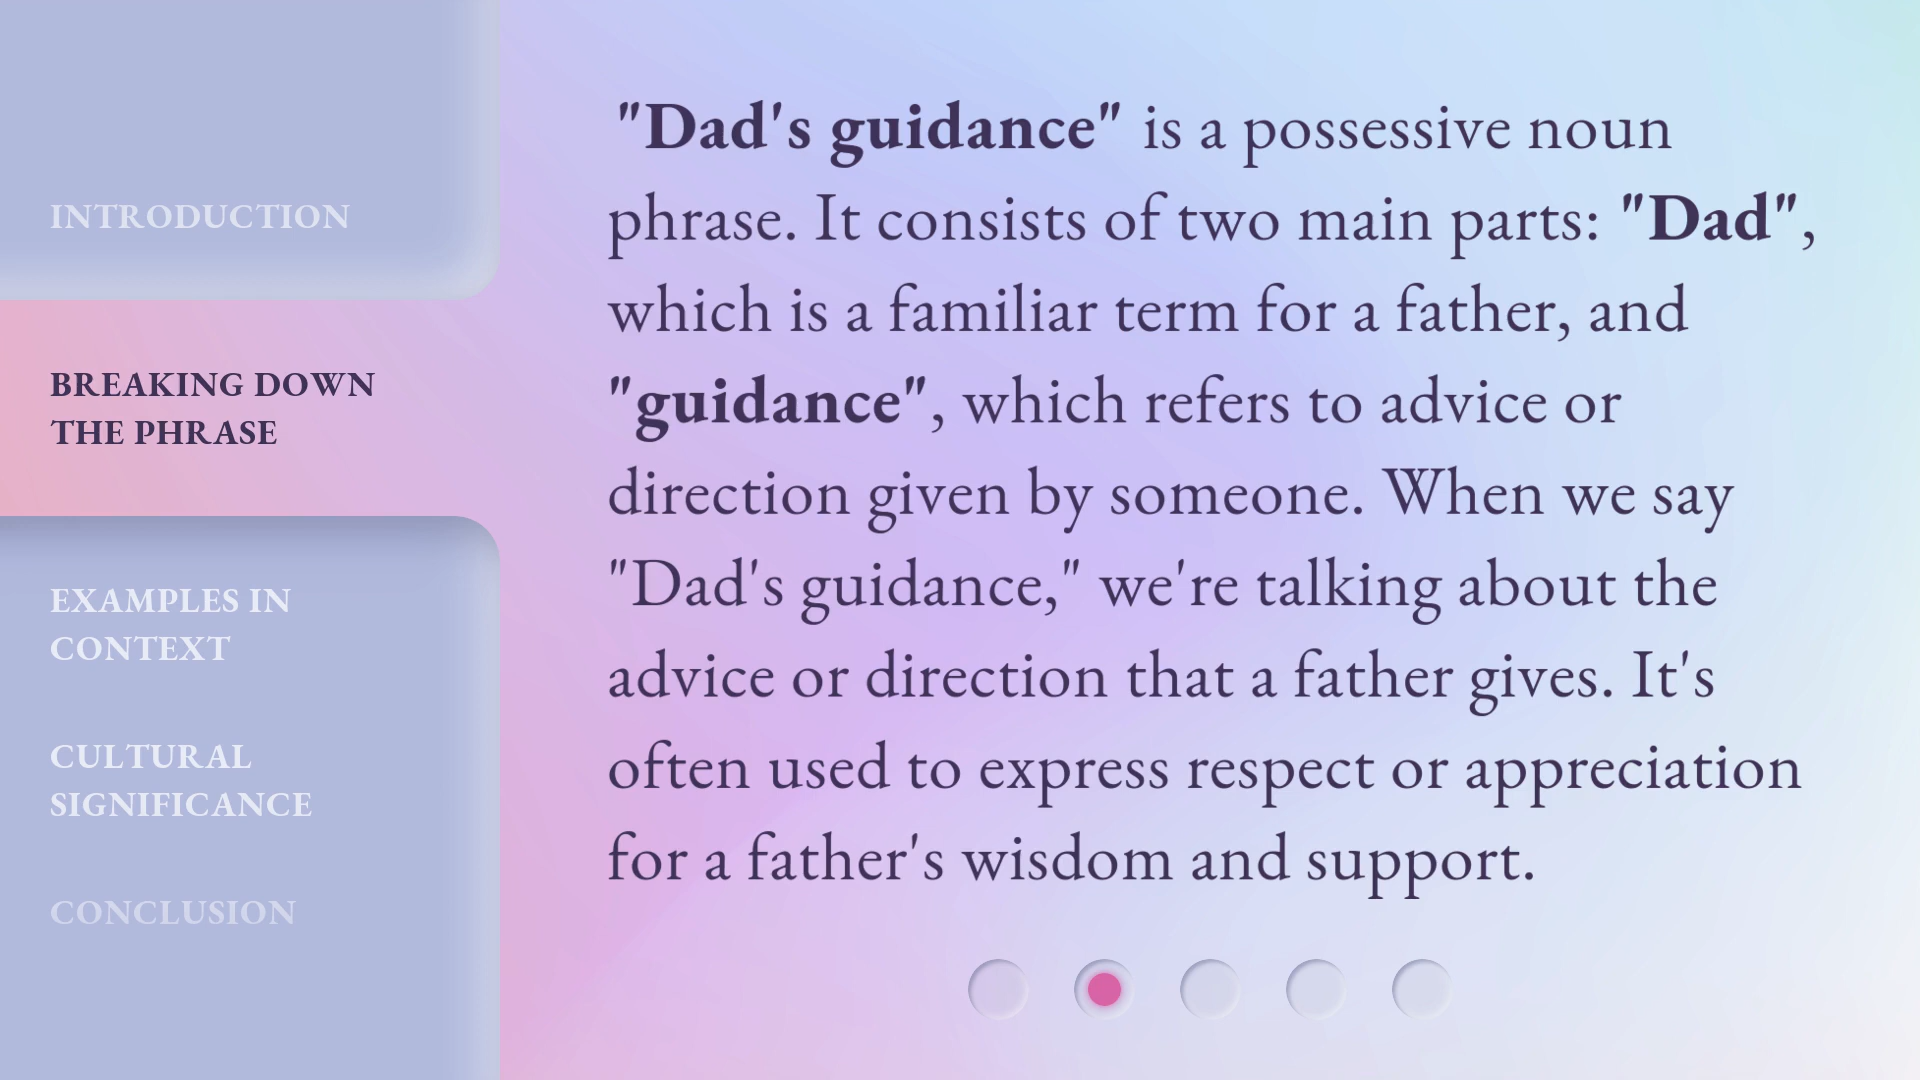 INTRODUCTION
BREAKING DOWN
THE PHRASE
EXAMPLES IN
CONTEXT
CULTURAL
SIGNIFICANCE
CONCLUSION
"Dad's guidance" is a possessive noun
phrase. It consists of two main parts: "Dad",
which is a familiar term for a father, and
"guidance", which refers to advice or
direction given by someone. When we say
"Dad's guidance," we're talking about the
advice or direction that a father gives. It's
often used to express respect or appreciation
for a father's wisdom and support.